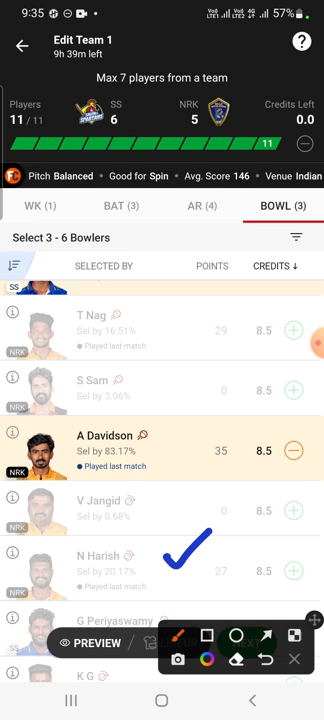 9:35 57%
Edit Team 1
9h 39m left
Max 7 players from a team
Players SS NRK Credits Left
11 / 11 6 5 0.0
11
Pitch Balanced • Good for Spin • Avg. Score 146 • Venue Indian
WK (1) BAT (3) AR (4) BOWL (3)
Select 3 - 6 Bowlers
SELECTED BY POINTS CREDITS ↓
SS
T Nag
Sel by 16.51% 29 8.5
NRK • Played last match
S Sam
Sel by 3.06% 0 8.5
NRK
A Davidson
Sel by 83.17% 35 8.5
NRK • Played last match
V Jangid
Sel by 0.68% 0 8.5
NRK
N Harish
Sel by 20.17% 27 8.5
NRK • Played last match
G Periyaswamy
SS
PREVIEW
K G